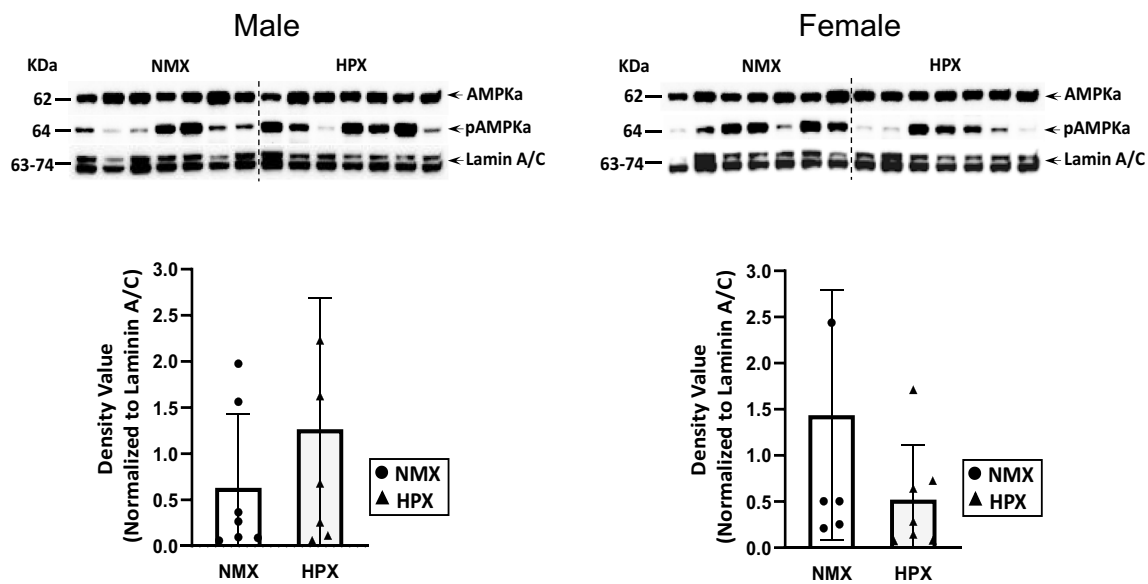 Male
KDa
NMX
HPX
62
AMPKa
64
pAMPKa
63-74
Lamin A/C
Female
KDa
NMX
HPX
62
AMPKa
64
pAMPKa
63-74
Lamin A/C
Density Value
(Normalized to Laminin A/C)
3.0
2.5
2.0
1.5
1.0
0.5
0.0
NMX
HPX
NMX
HPX
Density Value
(Normalized to Laminin A/C)
3.0
2.5
2.0
1.5
1.0
0.5
0.0
NMX
HPX
NMX
HPX